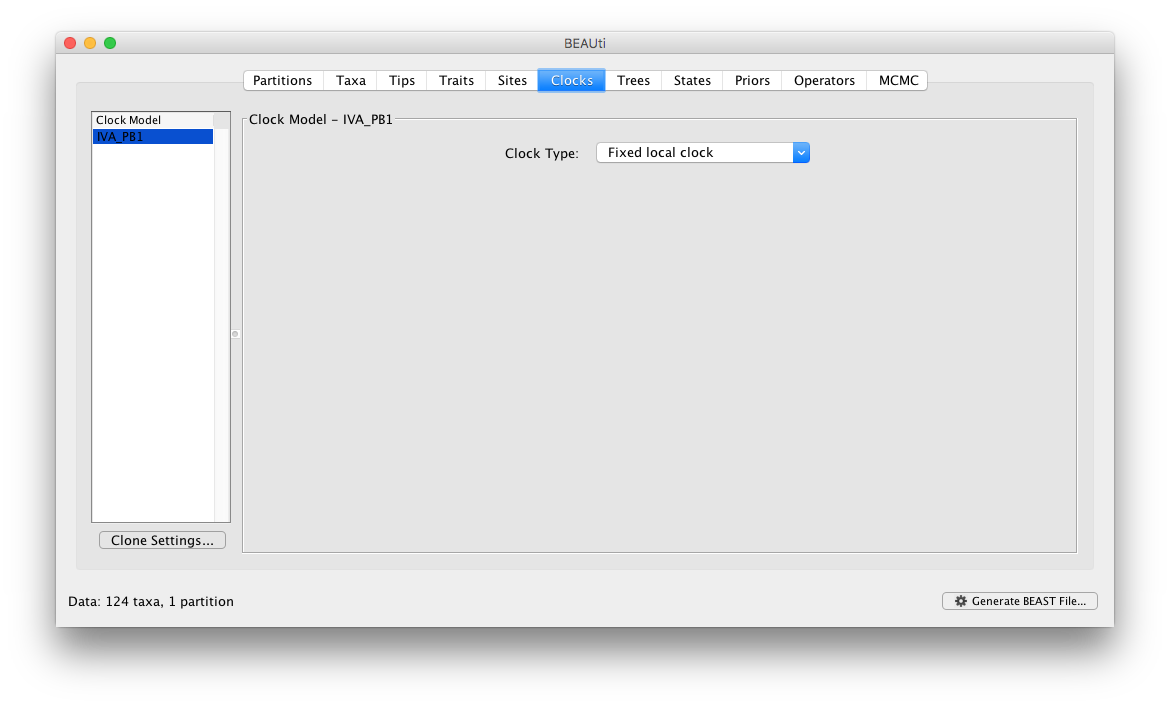 BEAUti
Partitions Taxa Tips Traits Sites Clocks Trees States Priors Operators MCMC
Clock Model
IVA_PB1
Clock Model - IVA_PB1
Clock Type: Fixed local clock
Clone Settings...
Data: 124 taxa, 1 partition
Generate BEAST File...